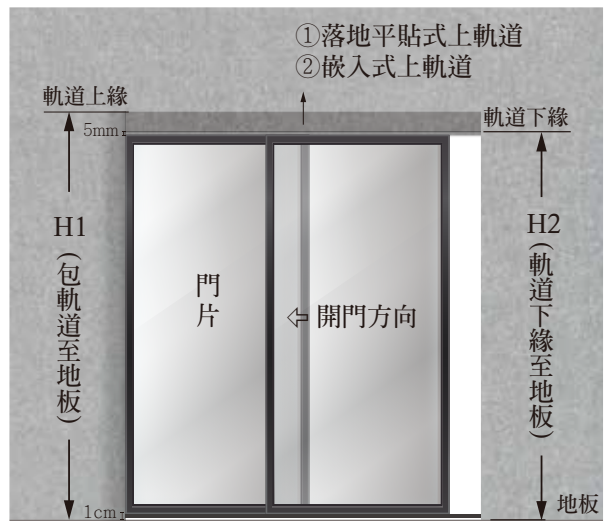 ①落地平貼式上軌道
②嵌入式上軌道
軌道上緣
軌道下緣
5mm
H1
(包軌道至地板)
H2
(軌道下緣至地板)
門片
開門方向
地板
1cm